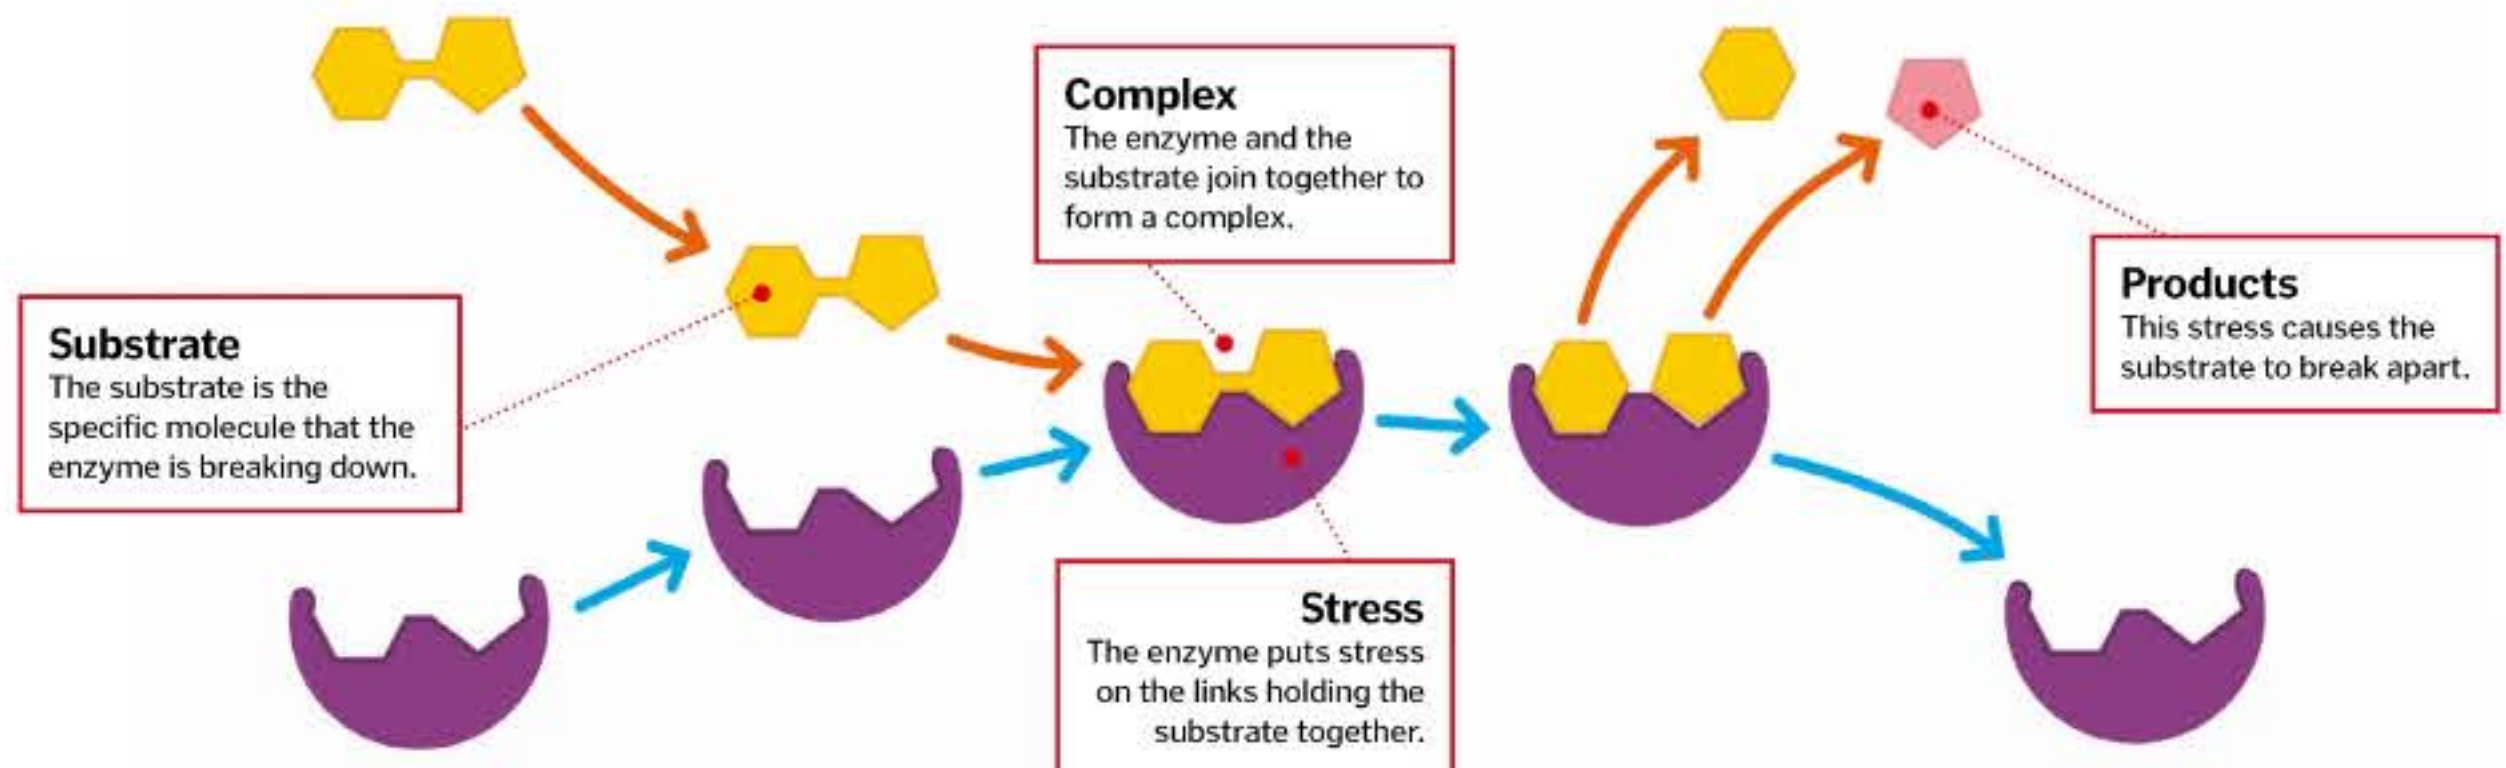 Substrate
The substrate is the
specific molecule that the
enzyme is breaking down.
Complex
The enzyme and the
substrate join together to
form a complex.
Stress
The enzyme puts stress
on the links holding the
substrate together.
Products
This stress causes the
substrate to break apart.